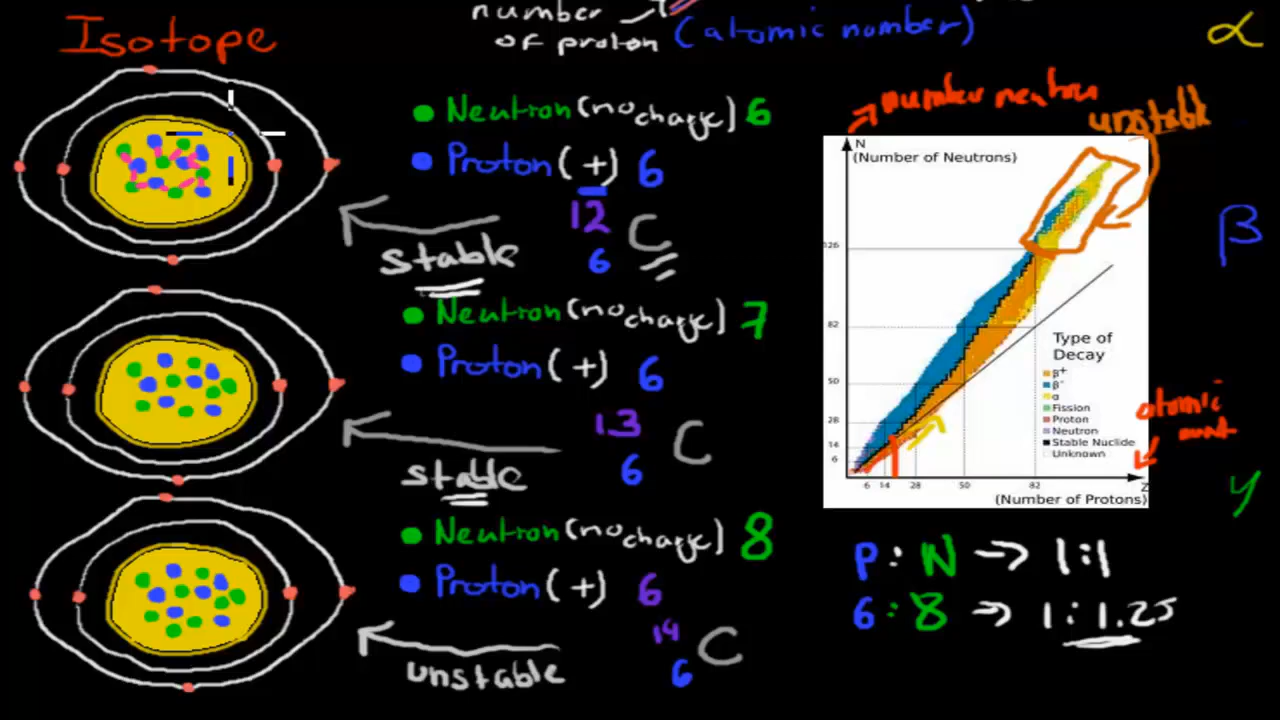 Isotope
number
of proton (atomic number)
• Neutron (no charge) 6
• Proton (+) 6
12
6
C
stable
• Neutron (no charge) 7
• Proton (+) 6
13
6
C
stable
• Neutron (no charge) 8
• Proton (+) 6
14
6
C
unstable
number neutron
unstable
N
(Number of Neutrons)
126
82
50
28
14
6
6 14 28 50 82
Z
(Number of Protons)
Type of
Decay
β+
β-
α
Fission
Proton
Neutron
Stable Nuclide
Unknown
atomic
P : N → 1:1
6 : 8 → 1:1.25
α
β
γ